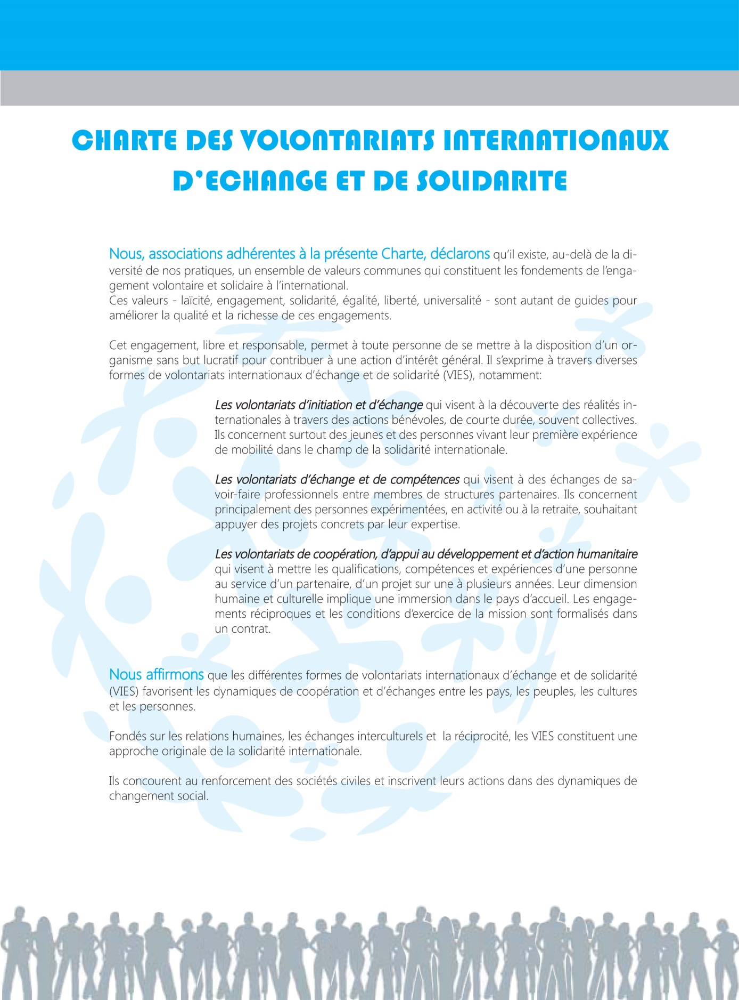 CHARTE DES VOLONTARIATS INTERNATIONAUX
D’ECHANGE ET DE SOLIDARITE
Nous, associations adhérentes à la présente Charte, déclarons qu’il existe, au-delà de la di-
versité de nos pratiques, un ensemble de valeurs communes qui constituent les fondements de l’enga-
gement volontaire et solidaire à l’international.
Ces valeurs - laïcité, engagement, solidarité, égalité, liberté, universalité - sont autant de guides pour
améliorer la qualité et la richesse de ces engagements.
Cet engagement, libre et responsable, permet à toute personne de se mettre à la disposition d’un or-
ganisme sans but lucratif pour contribuer à une action d’intérêt général. Il s’exprime à travers diverses
formes de volontariats internationaux d’échange et de solidarité (VIES), notamment:
Les volontariats d’initiation et d’échange qui visent à la découverte des réalités in-
ternationales à travers des actions bénévoles, de courte durée, souvent collectives.
Ils concernent surtout des jeunes et des personnes vivant leur première expérience
de mobilité dans le champ de la solidarité internationale.
Les volontariats d’échange et de compétences qui visent à des échanges de sa-
voir-faire professionnels entre membres de structures partenaires. Ils concernent
principalement des personnes expérimentées, en activité ou à la retraite, souhaitant
appuyer des projets concrets par leur expertise.
Les volontariats de coopération, d’appui au développement et d’action humanitaire
qui visent à mettre les qualifications, compétences et expériences d’une personne
au service d’un partenaire, d’un projet sur une à plusieurs années. Leur dimension
humaine et culturelle implique une immersion dans le pays d’accueil. Les engage-
ments réciproques et les conditions d’exercice de la mission sont formalisés dans
un contrat.
Nous affirmons que les différentes formes de volontariats internationaux d’échange et de solidarité
(VIES) favorisent les dynamiques de coopération et d’échanges entre les pays, les peuples, les cultures
et les personnes.
Fondés sur les relations humaines, les échanges interculturels et  la réciprocité, les VIES constituent une
approche originale de la solidarité internationale.
Ils concourent au renforcement des sociétés civiles et inscrivent leurs actions dans des dynamiques de
changement social.